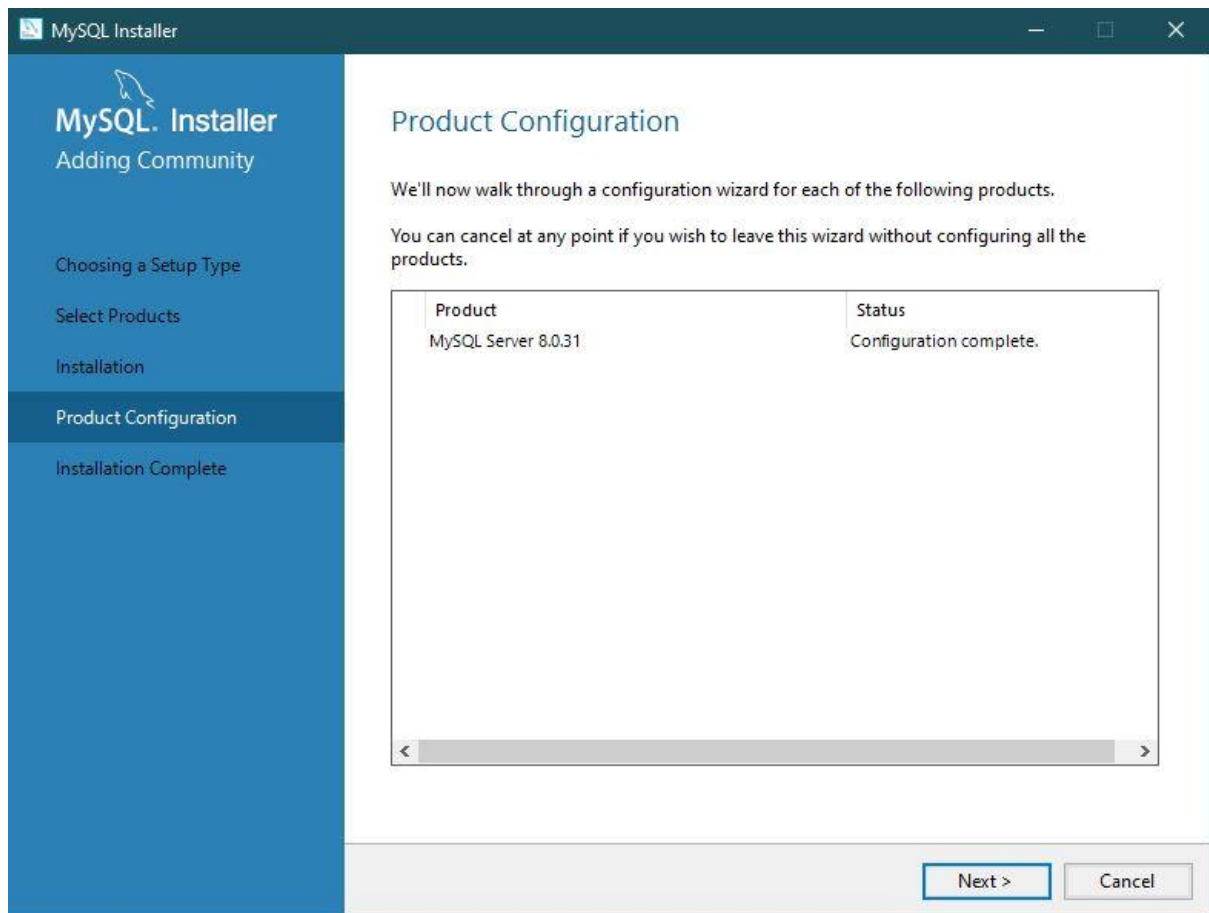 MySQL Installer
MySQL. Installer
Adding Community
Choosing a Setup Type
Select Products
Installation
Product Configuration
Installation Complete
Product Configuration
We'll now walk through a configuration wizard for each of the following products.
You can cancel at any point if you wish to leave this wizard without configuring all the
products.
Product Status
MySQL Server 8.0.31 Configuration complete.
Next > Cancel